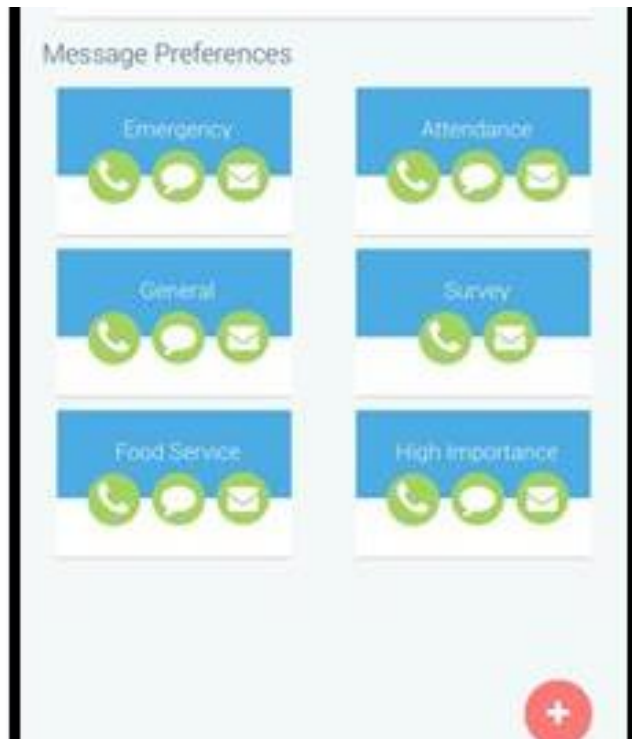 Message Preferences
Emergency
Attendance
General
Survey
Food Service
High Importance